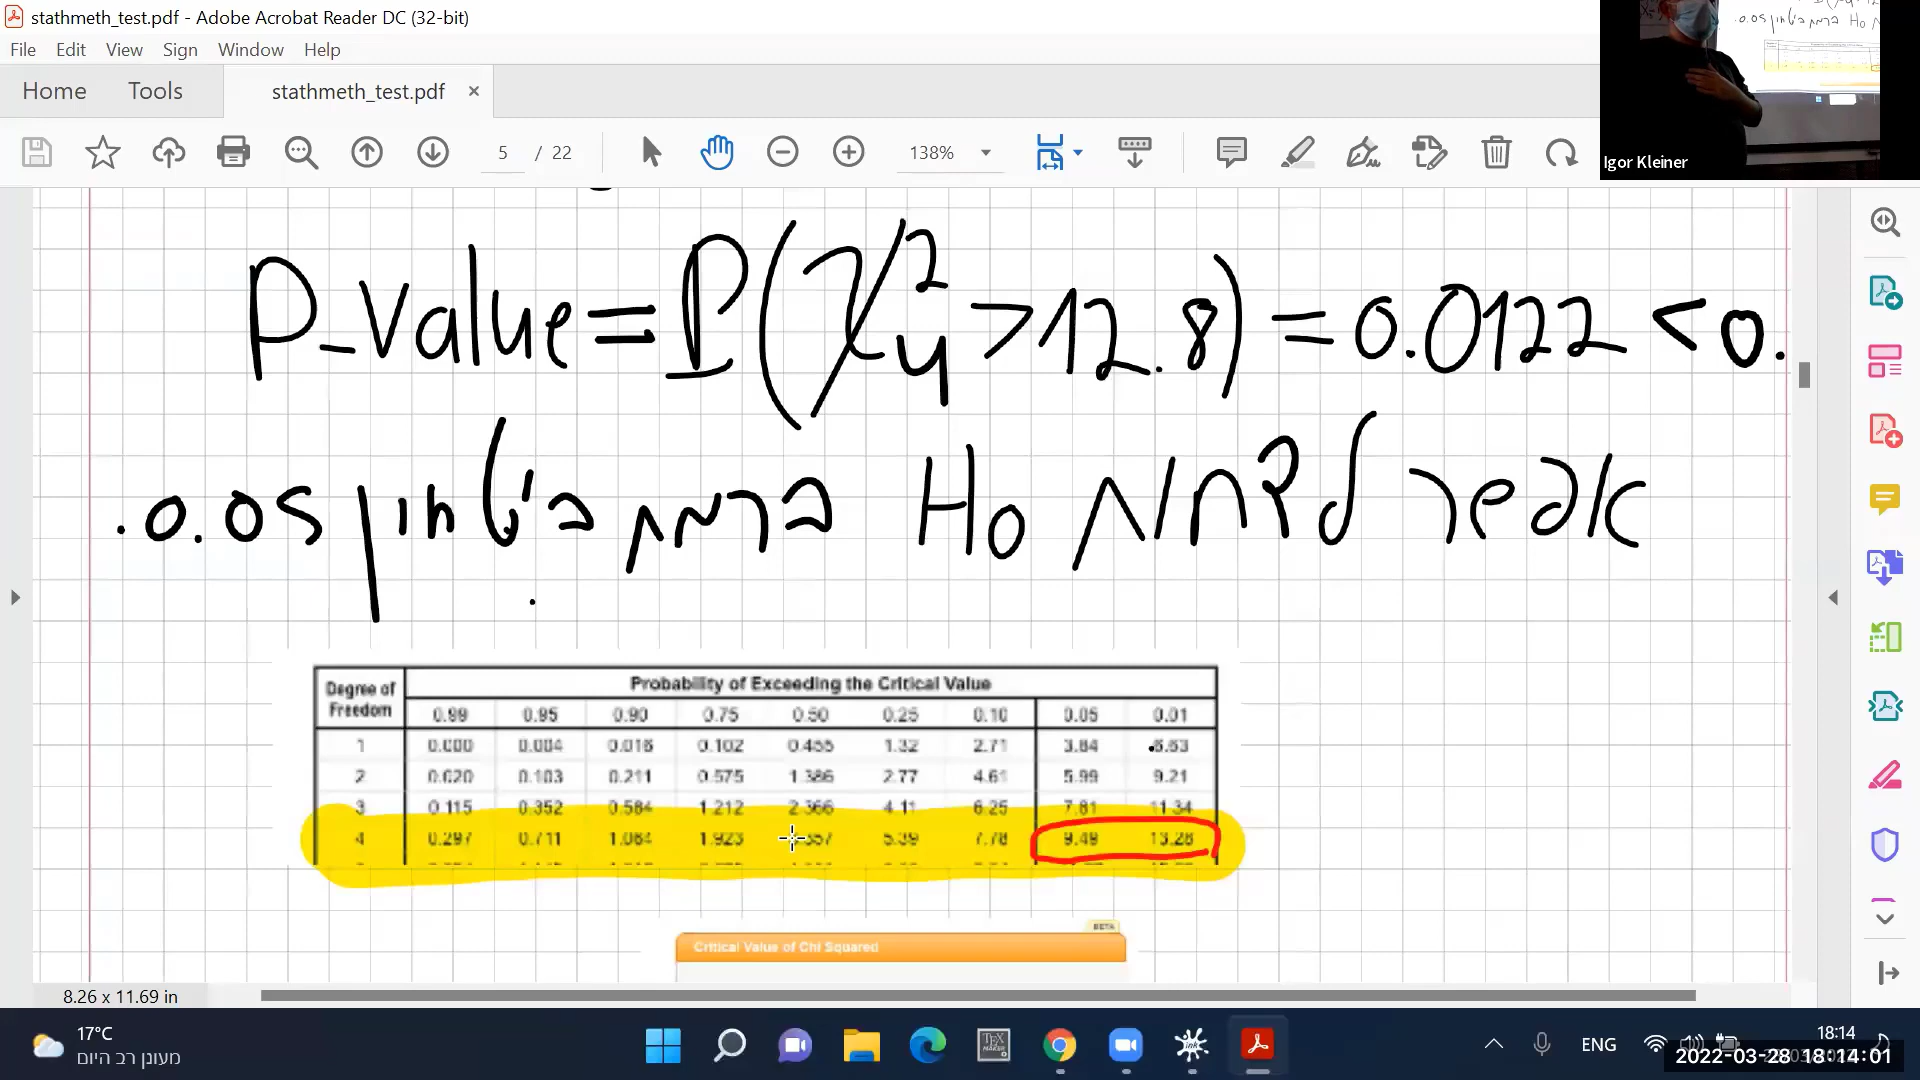 stathmeth_test.pdf - Adobe Acrobat Reader DC (32-bit)
File Edit View Sign Window Help
Home Tools stathmeth_test.pdf ×
5 / 22 138%
Igor Kleiner
P_Value = P(χ²₄ > 12.8) = 0.0122 < 0.
אפשר לדחות H0 ברמת מובהקות 0.05.
Degree of Freedom Probability of Exceeding the Critical Value
0.99 0.95 0.90 0.75 0.50 0.25 0.10 0.05 0.01
1 0.000 0.004 0.016 0.102 0.455 1.32 2.71 3.84 6.63
2 0.020 0.103 0.211 0.575 1.386 2.77 4.61 5.99 9.21
3 0.115 0.352 0.584 1.212 2.366 4.11 6.25 7.81 11.34
4 0.297 0.711 1.064 1.923 5.39 7.78 9.49 13.28
BETA
Critical Value of Chi Squared
8.26 x 11.69 in
17°C
מעונן רב היום
ENG
18:14
2022-03-28 18:14:01